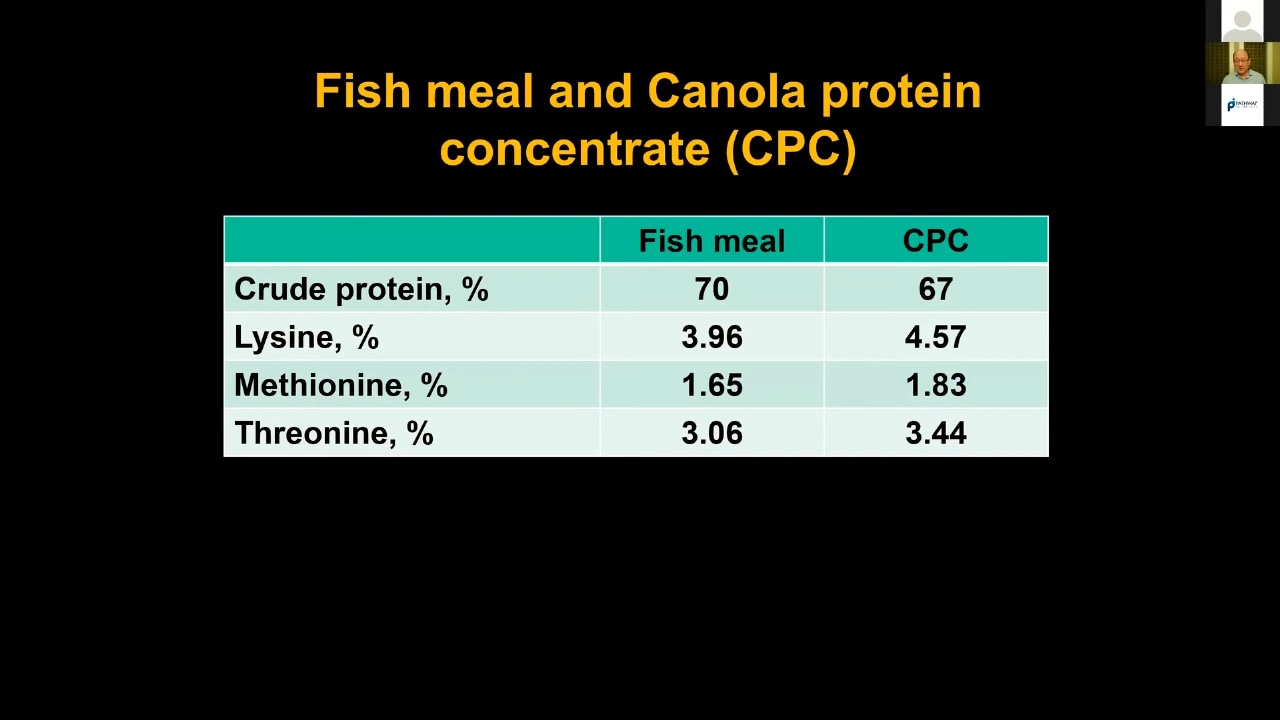 Fish meal and Canola protein
concentrate (CPC)
Fish meal CPC
Crude protein, % 70 67
Lysine, % 3.96 4.57
Methionine, % 1.65 1.83
Threonine, % 3.06 3.44
PATHWAY